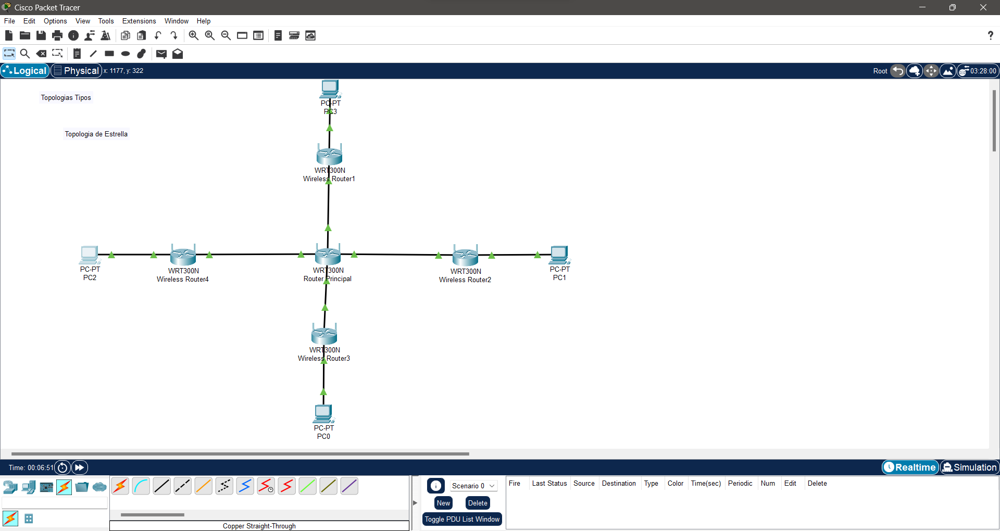 Cisco Packet Tracer
File Edit Options View Tools Extensions Window Help
?
Logical Physical x: 1177, y: 322 Root 03:28:00
Topologias Tipos
Topologia de Estrella
PC-PT
PC3
WRT300N
Wireless Router1
PC-PT
PC2
WRT300N
Wireless Router4
WRT300N
Router Principal
WRT300N
Wireless Router2
PC-PT
PC1
WRT300N
Wireless Router3
PC-PT
PC0
Time: 00:06:51 Realtime Simulation
Scenario 0
New Delete
Toggle PDU List Window
Fire Last Status Source Destination Type Color Time(sec) Periodic Num Edit Delete
Copper Straight-Through